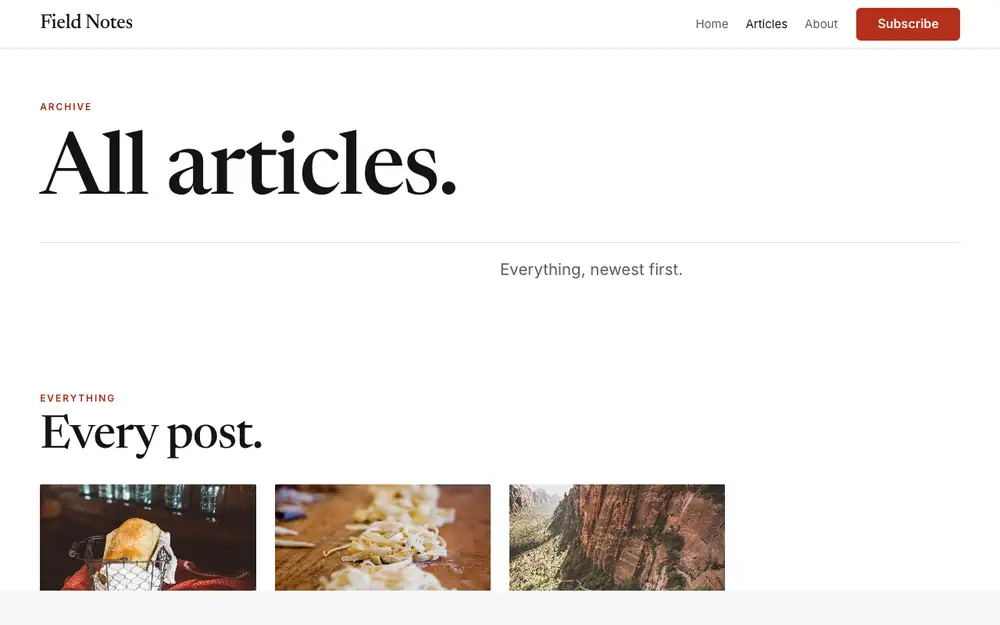 Field Notes
Home Articles About Subscribe
ARCHIVE
All articles.
Everything, newest first.
EVERYTHING
Every post.